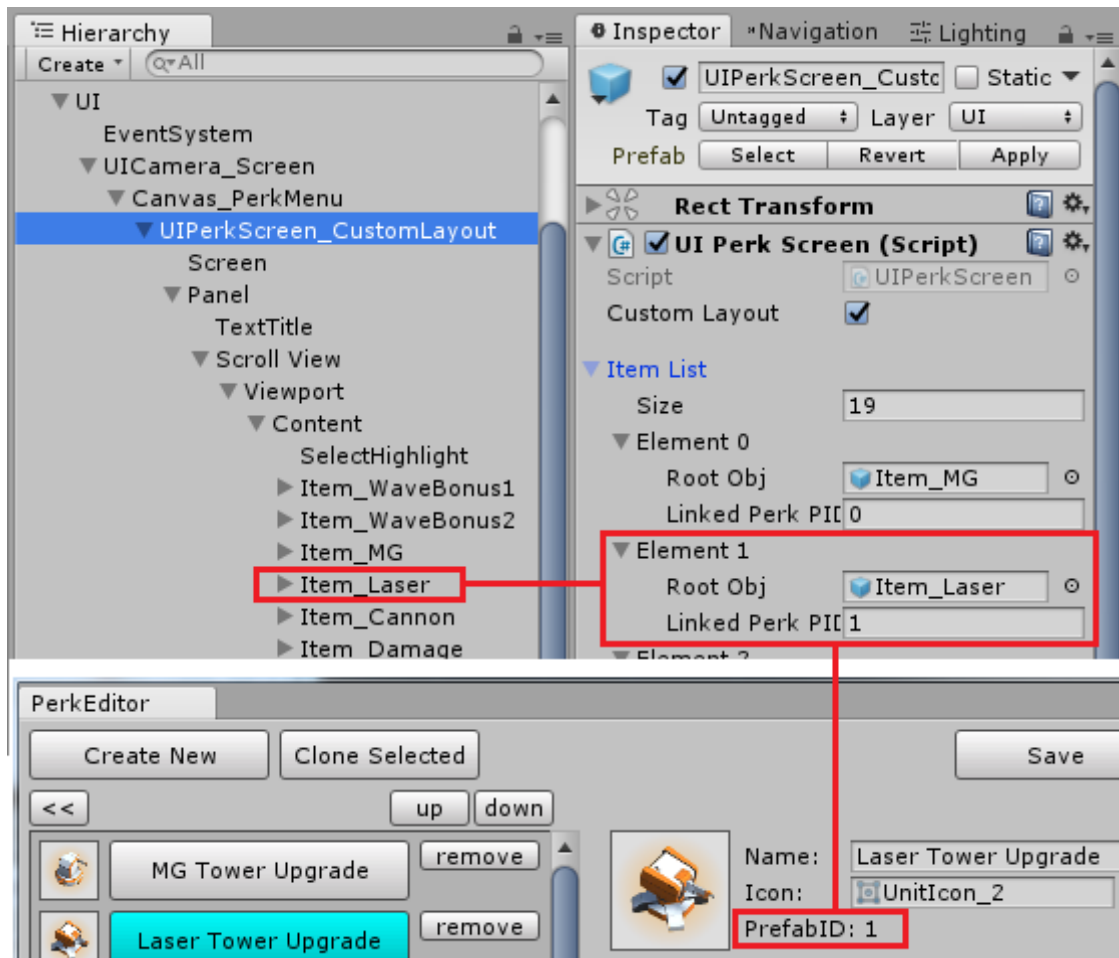 Hierarchy
Create
All
UI
EventSystem
UICamera_Screen
Canvas_PerkMenu
UIPerkScreen_CustomLayout
Screen
Panel
TextTitle
Scroll View
Viewport
Content
SelectHighlight
Item_WaveBonus1
Item_WaveBonus2
Item_MG
Item_Laser
Item_Cannon
Item_Damage
Inspector Navigation Lighting
UIPerkScreen_Custo Static
Tag Untagged Layer UI
Prefab Select Revert Apply
Rect Transform
UI Perk Screen (Script)
Script UIPerkScreen
Custom Layout
Item List
Size 19
Element 0
Root Obj Item_MG
Linked Perk PID 0
Element 1
Root Obj Item_Laser
Linked Perk PID 1
Element 2
PerkEditor
Create New Clone Selected Save
<< up down
MG Tower Upgrade remove
Laser Tower Upgrade remove
Name: Laser Tower Upgrade
Icon: UnitIcon_2
PrefabID: 1